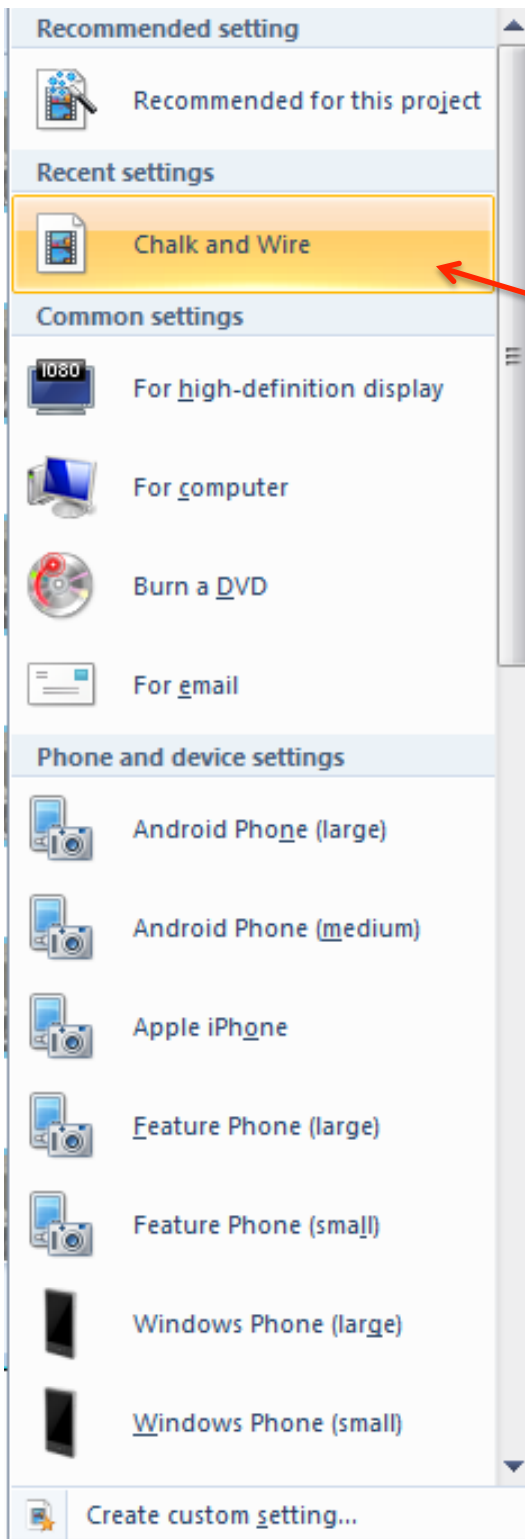 Recommended setting
Recommended for this project
Recent settings
Chalk and Wire
Common settings
1080
For high-definition display
For computer
Burn a DVD
For email
Phone and device settings
Android Phone (large)
Android Phone (medium)
Apple iPhone
Feature Phone (large)
Feature Phone (small)
Windows Phone (large)
Windows Phone (small)
Create custom setting...